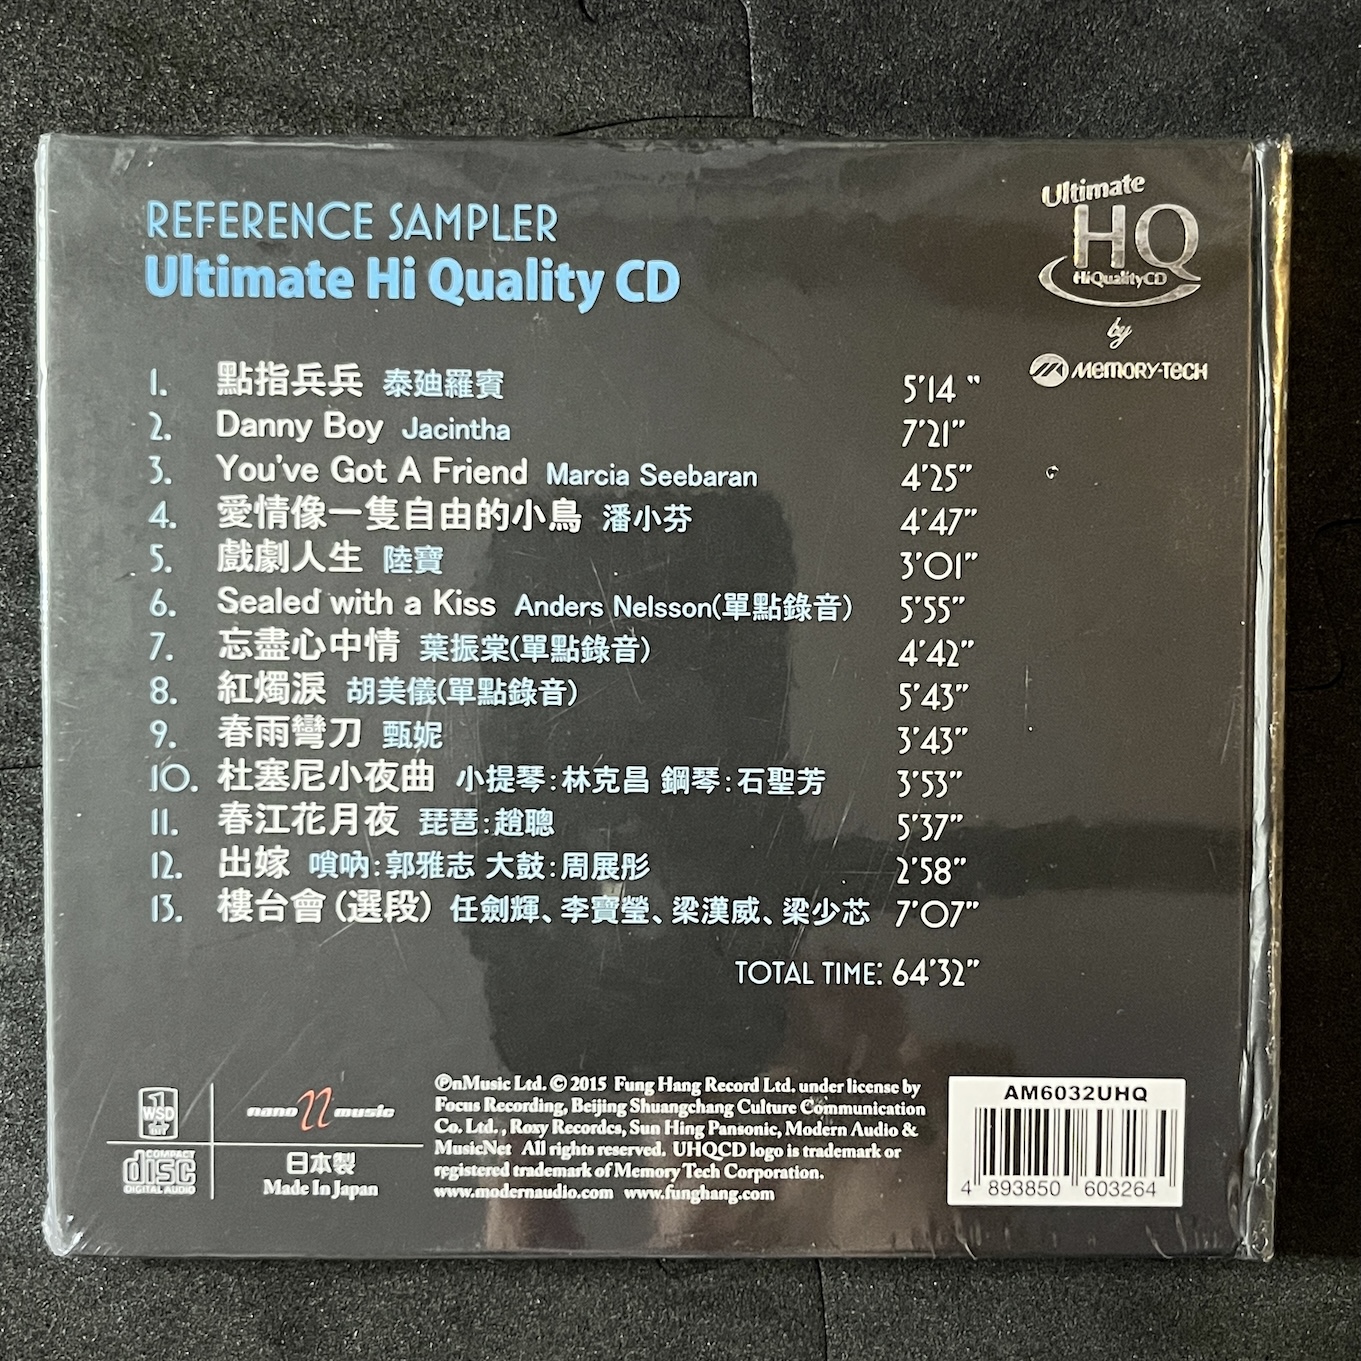 REFERENCE SAMPLER
Ultimate Hi Quality CD
Ultimate
HQ
HiQualityCD
by
MEMORY-TECH
1. 點指兵兵 泰廸羅賓 5'14"
2. Danny Boy Jacintha 7'21"
3. You've Got A Friend Marcia Seebaran 4'25"
4. 愛情像一隻自由的小鳥 潘小芬 4'47"
5. 戲劇人生 陸寶 3'01"
6. Sealed with a Kiss Anders Nelsson(單點錄音) 5'55"
7. 忘盡心中情 葉振棠(單點錄音) 4'42"
8. 紅燭淚 胡美儀(單點錄音) 5'43"
9. 春雨彎刀 甄妮 3'43"
10. 杜塞尼小夜曲 小提琴:林克昌 鋼琴:石聖芳 3'53"
11. 春江花月夜 琵琶:趙聰 5'37"
12. 出嫁 嗩吶:郭雅志 大鼓:周展彤 2'58"
13. 樓台會(選段) 任劍輝、李寶瑩、梁漢威、梁少芯 7'07"
TOTAL TIME: 64'32"
1
WSD
bit
COMPACT
disc
DIGITAL AUDIO
nano n music
日本製
Made In Japan
ⓅnMusic Ltd. © 2015 Fung Hang Record Ltd. under license by
Focus Recording, Beijing Shuangchang Culture Communication
Co. Ltd. , Roxy Recordcs, Sun Hing Pansonic, Modern Audio &
MusicNet All rights reserved. UHQCD logo is trademark or
registered trademark of Memory Tech Corporation.
www.modernaudio.com www.funghang.com
AM6032UHQ
4 893850 603264